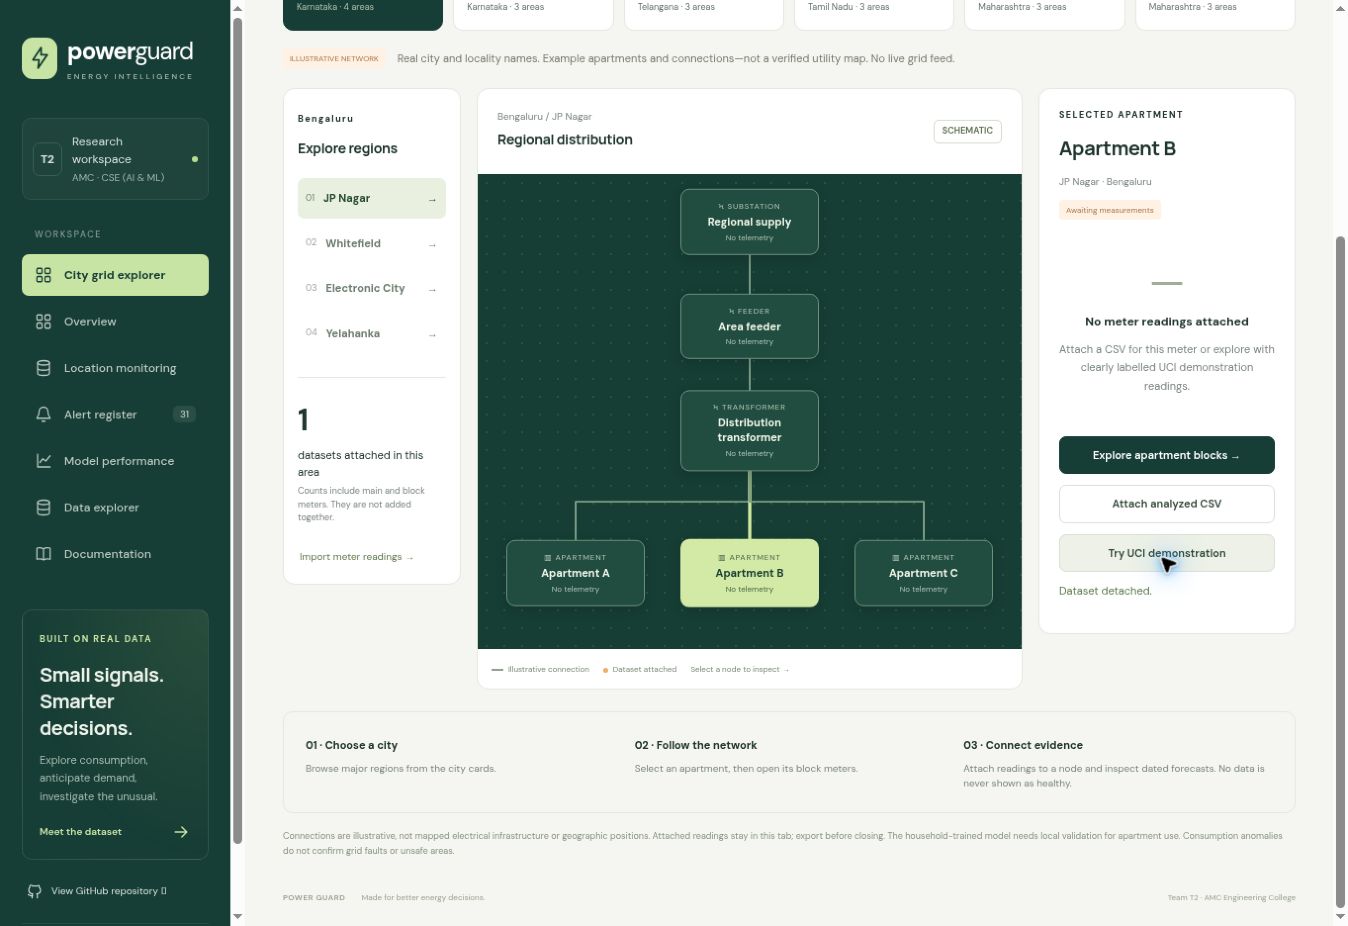 powerguard
ENERGY INTELLIGENCE
T2
Research
workspace
AMC · CSE (AI & ML)
WORKSPACE
City grid explorer
Overview
Location monitoring
Alert register
31
Model performance
Data explorer
Documentation
BUILT ON REAL DATA
Small signals.
Smarter
decisions.
Explore consumption,
anticipate demand,
investigate the unusual.
Meet the dataset
View GitHub repository
Karnataka · 4 areas
Karnataka · 3 areas
Telangana · 3 areas
Tamil Nadu · 3 areas
Maharashtra · 3 areas
Maharashtra · 3 areas
ILLUSTRATIVE NETWORK
Real city and locality names. Example apartments and connections—not a verified utility map. No live grid feed.
Bengaluru
Explore regions
01 JP Nagar →
02 Whitefield →
03 Electronic City →
04 Yelahanka →
1
datasets attached in this
area
Counts include main and block
meters. They are not added
together.
Import meter readings →
Bengaluru / JP Nagar
Regional distribution
SCHEMATIC
SUBSTATION
Regional supply
No telemetry
FEEDER
Area feeder
No telemetry
TRANSFORMER
Distribution
transformer
No telemetry
APARTMENT
Apartment A
No telemetry
APARTMENT
Apartment B
No telemetry
APARTMENT
Apartment C
No telemetry
Illustrative connection
Dataset attached
Select a node to inspect →
SELECTED APARTMENT
Apartment B
JP Nagar · Bengaluru
Awaiting measurements
No meter readings attached
Attach a CSV for this meter or explore with
clearly labelled UCI demonstration
readings.
Explore apartment blocks →
Attach analyzed CSV
Try UCI demonstration
Dataset detached.
01 · Choose a city
Browse major regions from the city cards.
02 · Follow the network
Select an apartment, then open its block meters.
03 · Connect evidence
Attach readings to a node and inspect dated forecasts. No data is
never shown as healthy.
Connections are illustrative, not mapped electrical infrastructure or geographic positions. Attached readings stay in this tab; export before closing. The household-trained model needs local validation for apartment use. Consumption anomalies
do not confirm grid faults or unsafe areas.
POWER GUARD
Made for better energy decisions.
Team T2 · AMC Engineering College